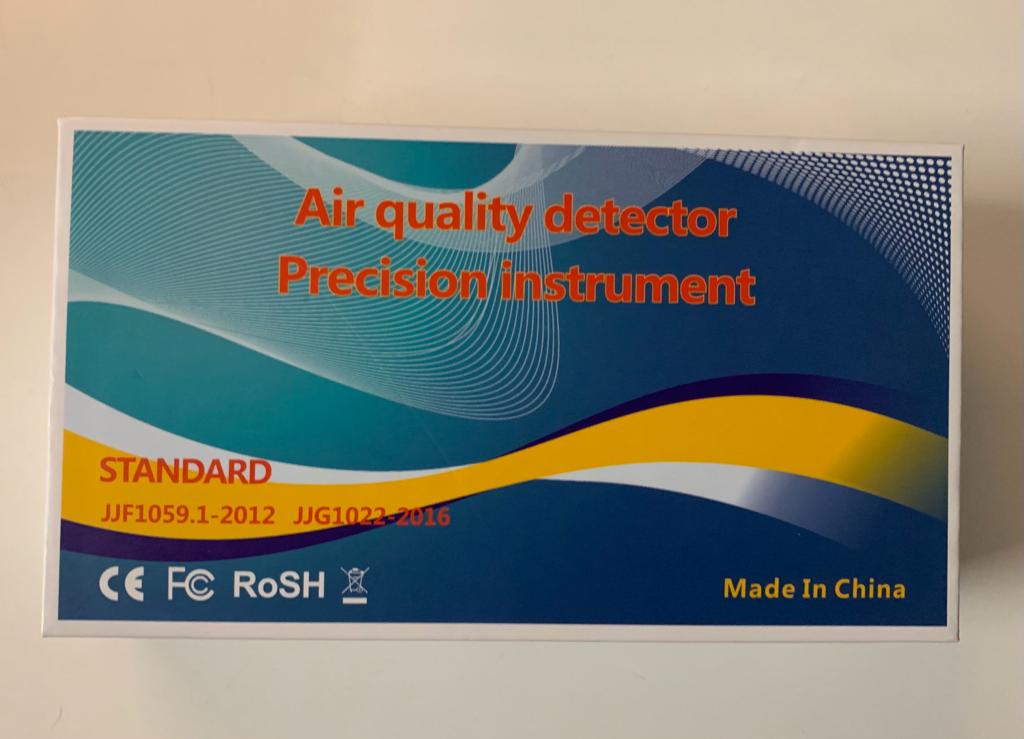 Air quality detector
Precision instrument
STANDARD
JJF1059.1-2012 JJG1022-2016
CE FC RoSH
Made In China